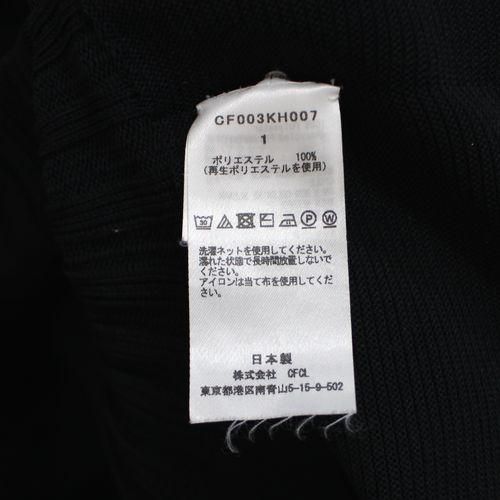 CF003KH007
1
ポリエステル 100%
(再生ポリエステルを使用)
30 P W
洗濯ネットを使用してください。
濡れた状態で長時間放置しないで
ください。
アイロンは当て布を使用してくだ
さい。
日本製
株式会社 CFCL
東京都港区南青山5-15-9-502